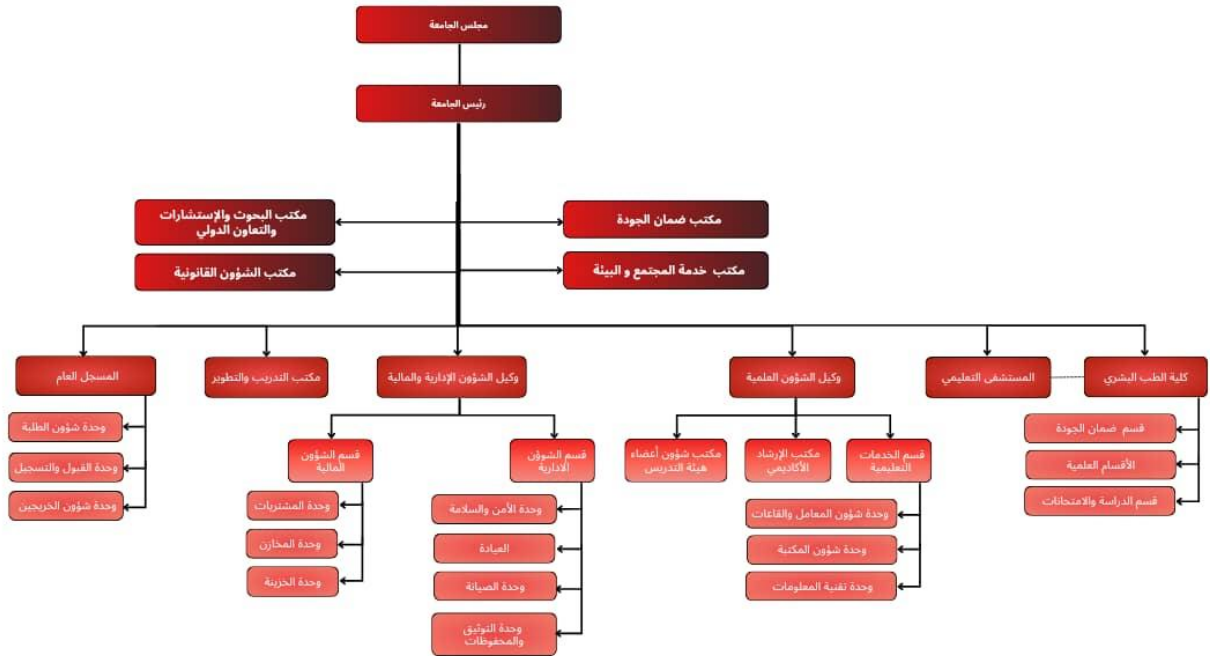 مجلس الجامعة
رئيس الجامعة
مكتب ضمان الجودة
مكتب البحوث والإستشارات
والتعاون الدولي
مكتب خدمة المجتمع و البيئة
مكتب الشؤون القانونية
كلية الطب البشري
المستشفى التعليمي
وكيل الشؤون العلمية
وكيل الشؤون الإدارية والمالية
مكتب التدريب والتطوير
المسجل العام
قسم ضمان الجودة
الأقسام العلمية
قسم الدراسة والامتحانات
قسم الخدمات
التعليمية
مكتب الإرشاد
الأكاديمي
مكتب شؤون أعضاء
هيئة التدريس
وحدة شؤون المعامل والقاعات
وحدة شؤون المكتبة
وحدة تقنية المعلومات
قسم الشوؤن
الإدارية
قسم الشؤون
المالية
وحدة الأمن والسلامة
العيادة
وحدة الصيانة
وحدة التوثيق
والمحفوظات
وحدة المشتريات
وحدة المخازن
وحدة الخزينة
وحدة شؤون الطلبة
وحدة القبول والتسجيل
وحدة شؤون الخريجين